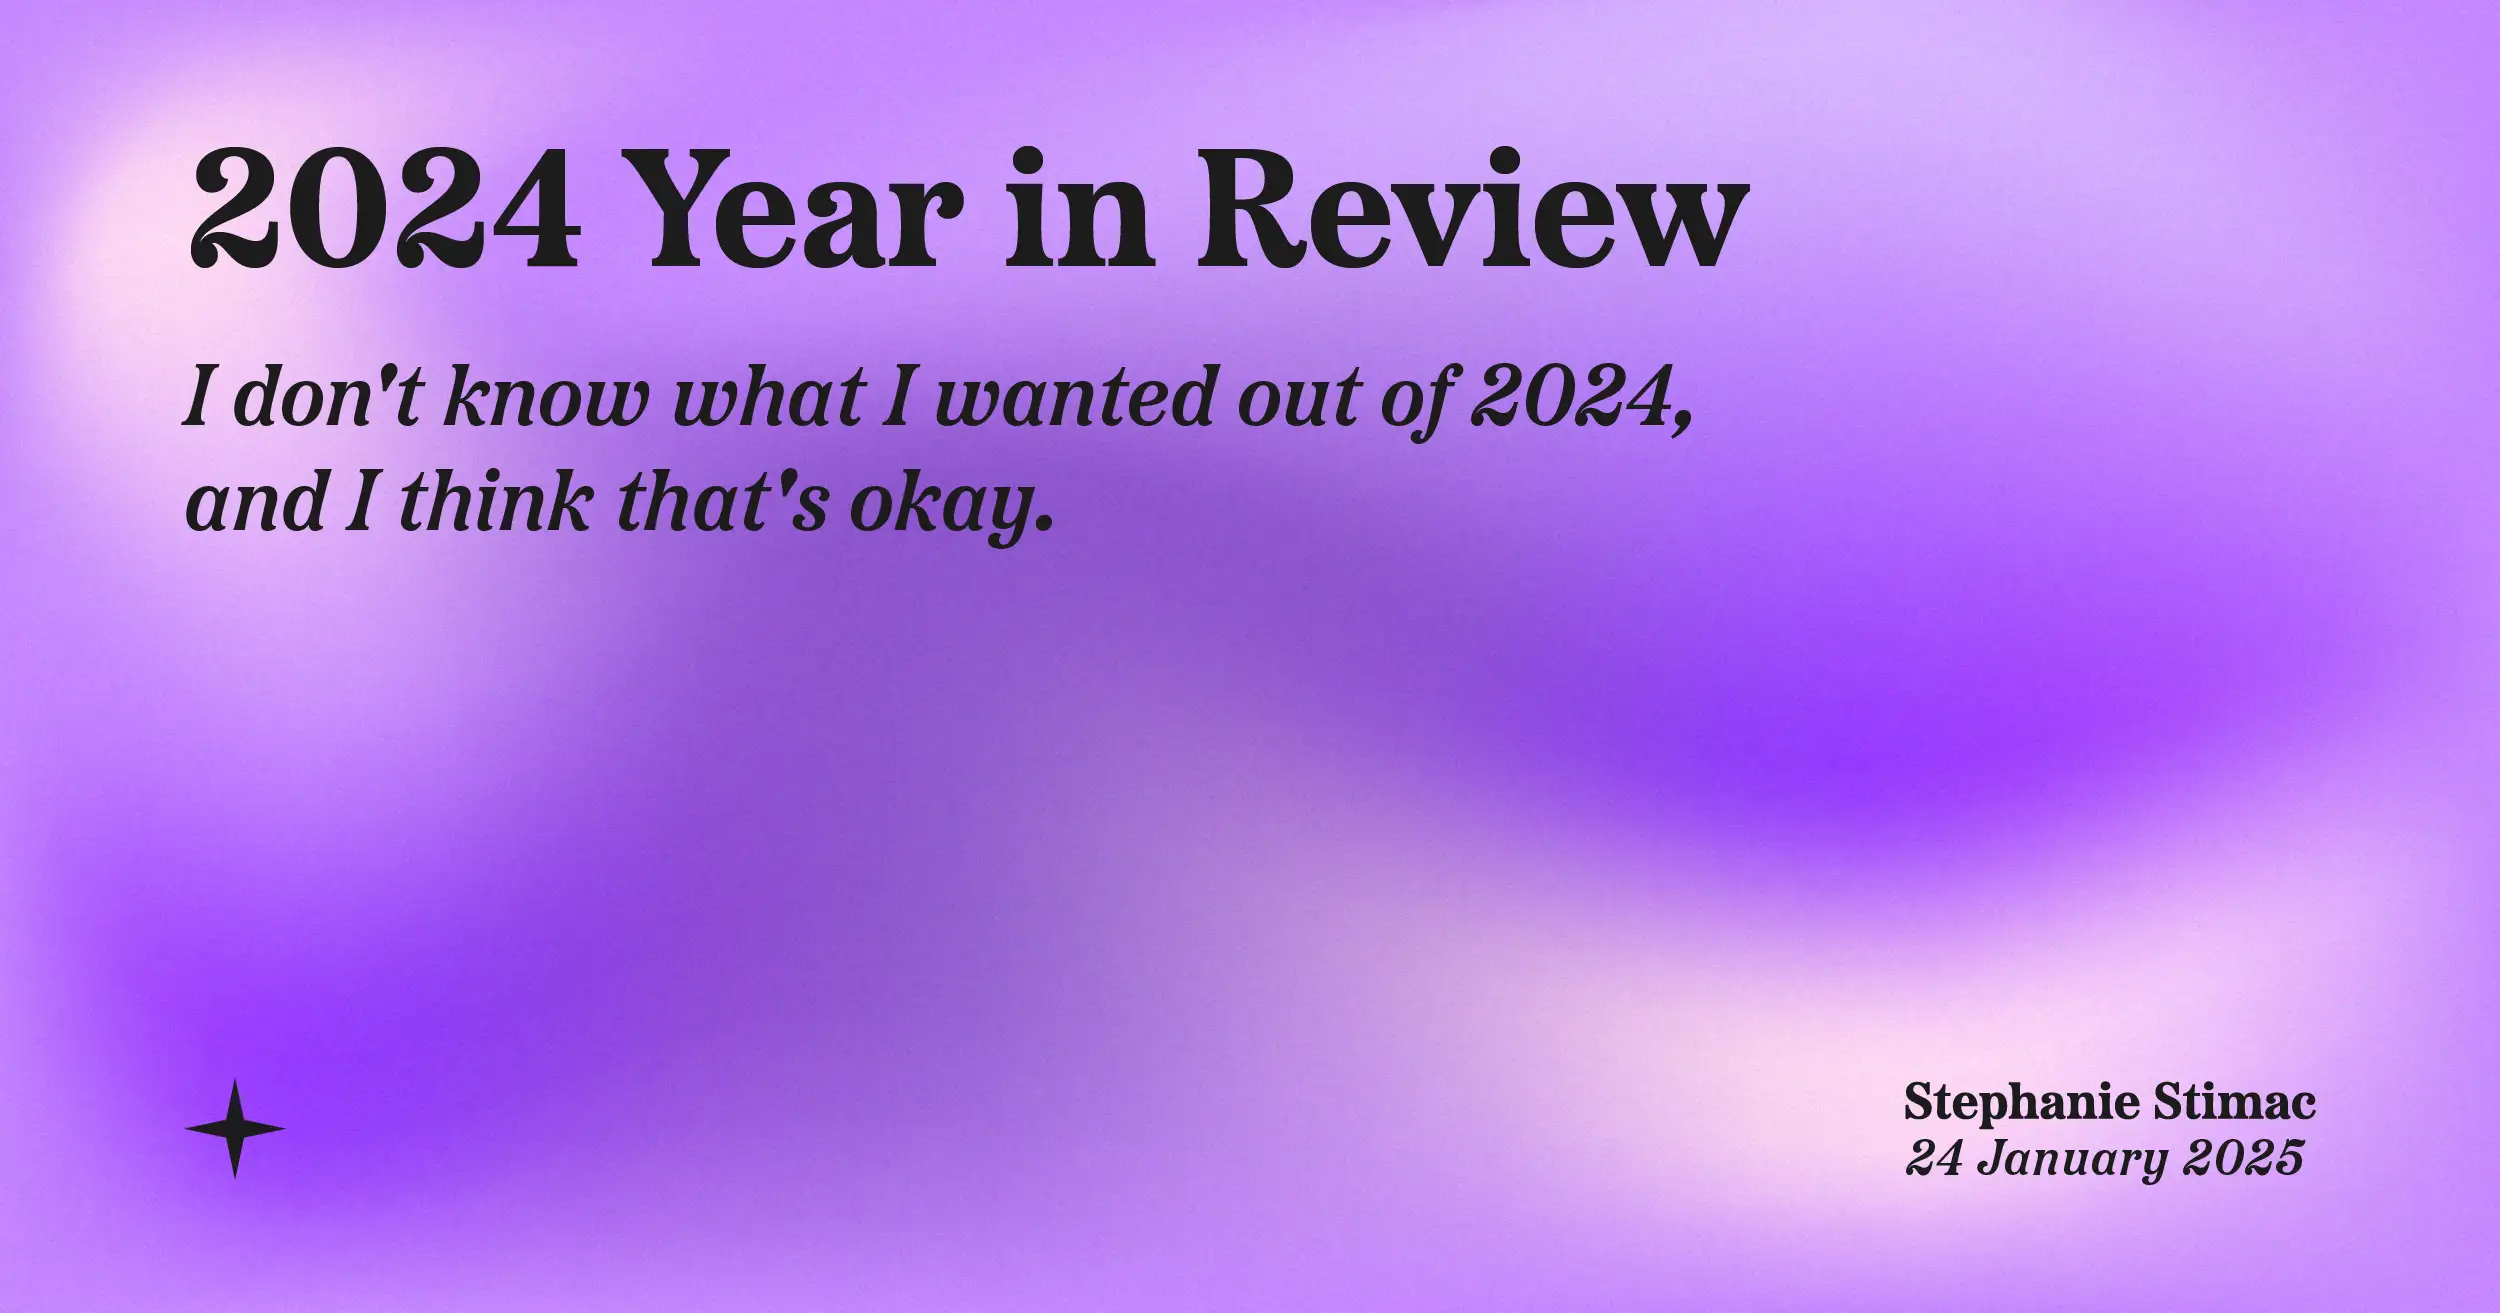 2024 Year in Review
I don't know what I wanted out of 2024,
and I think that's okay.
Stephanie Stimac
24 January 2025